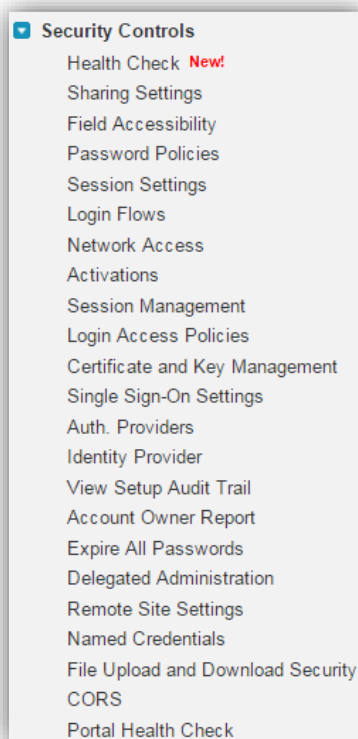 Security Controls
Health Check New!
Sharing Settings
Field Accessibility
Password Policies
Session Settings
Login Flows
Network Access
Activations
Session Management
Login Access Policies
Certificate and Key Management
Single Sign-On Settings
Auth. Providers
Identity Provider
View Setup Audit Trail
Account Owner Report
Expire All Passwords
Delegated Administration
Remote Site Settings
Named Credentials
File Upload and Download Security
CORS
Portal Health Check